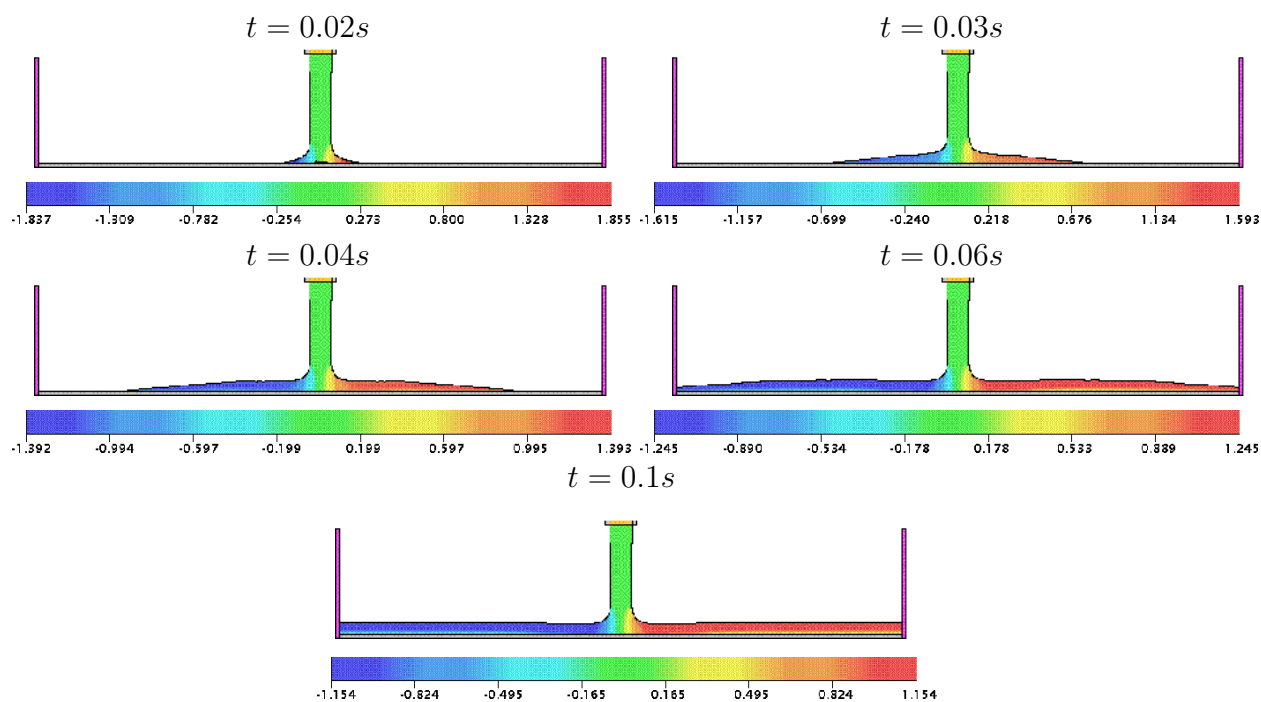 t = 0.02s
t = 0.03s
-1.837 -1.309 -0.782 -0.254 0.273 0.800 1.328 1.855
-1.615 -1.157 -0.699 -0.240 0.218 0.676 1.134 1.593
t = 0.04s
t = 0.06s
-1.392 -0.994 -0.597 -0.199 0.199 0.597 0.995 1.393
-1.245 -0.890 -0.534 -0.178 0.178 0.533 0.889 1.245
t = 0.1s
-1.154 -0.824 -0.495 -0.165 0.165 0.495 0.824 1.154